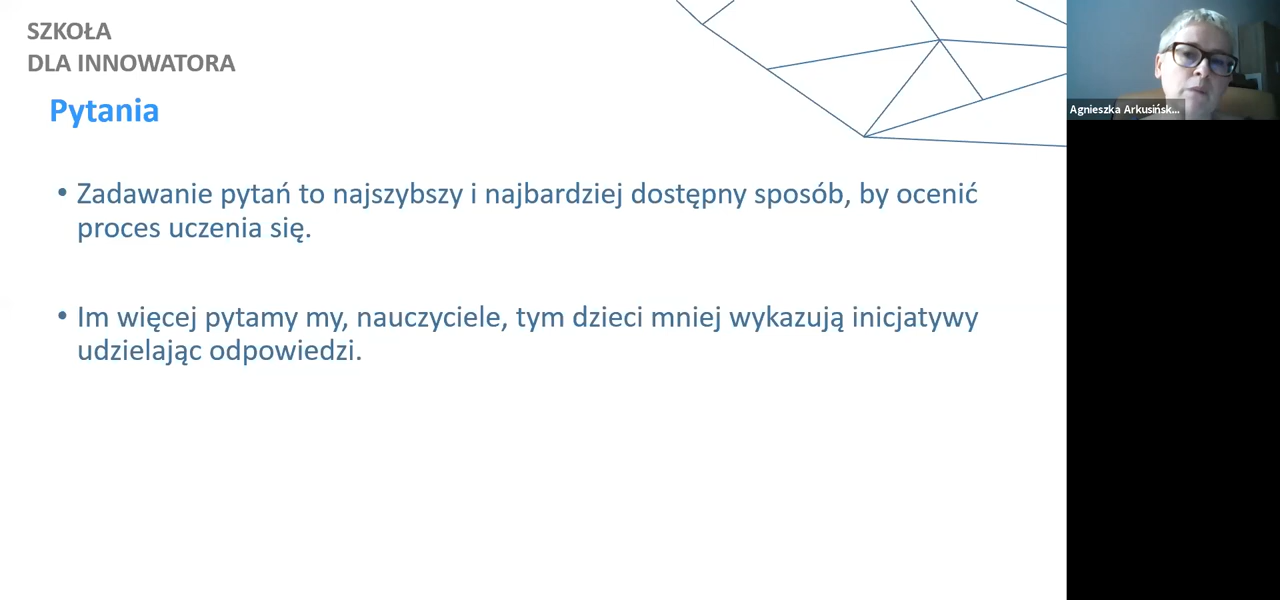 SZKOŁA
DLA INNOWATORA
Pytania
• Zadawanie pytań to najszybszy i najbardziej dostępny sposób, by ocenić
proces uczenia się.
• Im więcej pytamy my, nauczyciele, tym dzieci mniej wykazują inicjatywy
udzielając odpowiedzi.
Agnieszka Arkusińsk...